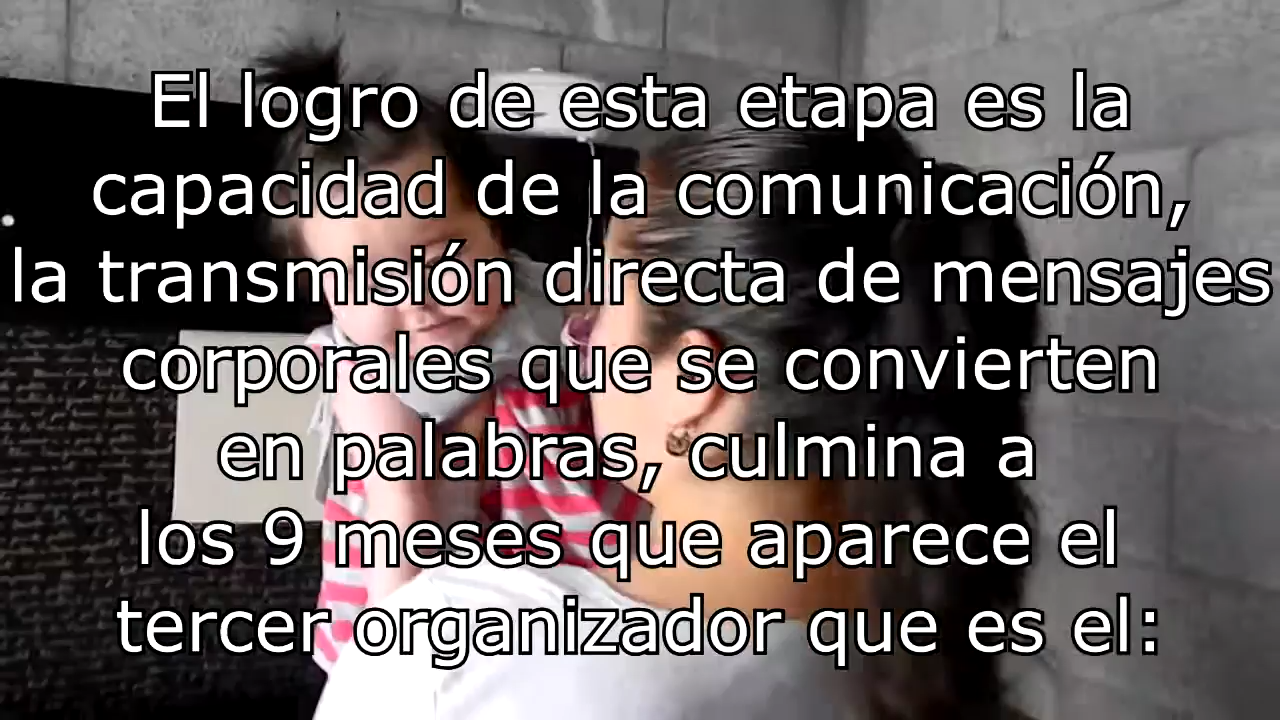 El logro de esta etapa es la
capacidad de la comunicación,
la transmisión directa de mensajes
corporales que se convierten
en palabras, culmina a
los 9 meses que aparece el
tercer organizador que es el: